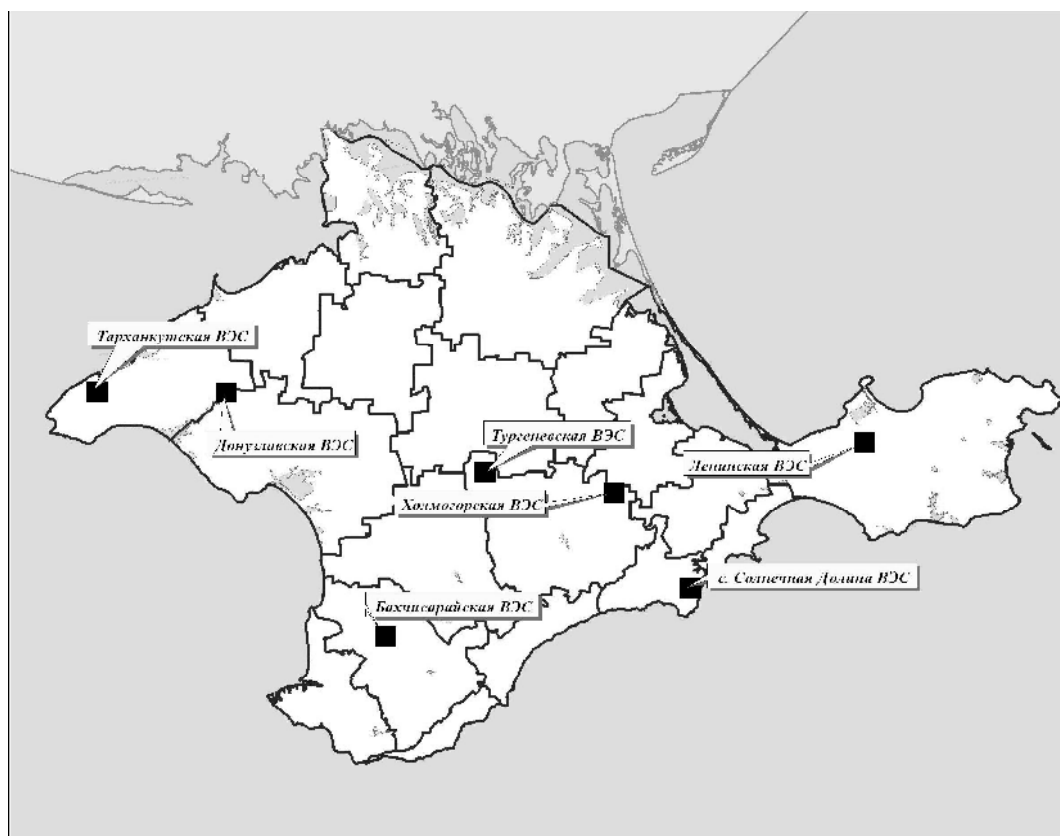 Тарханкутская ВЭС
Донузлавская ВЭС
Тургеневская ВЭС
Ленинская ВЭС
Холмогорская ВЭС
с. Солнечная Долина ВЭС
Бахчисарайская ВЭС